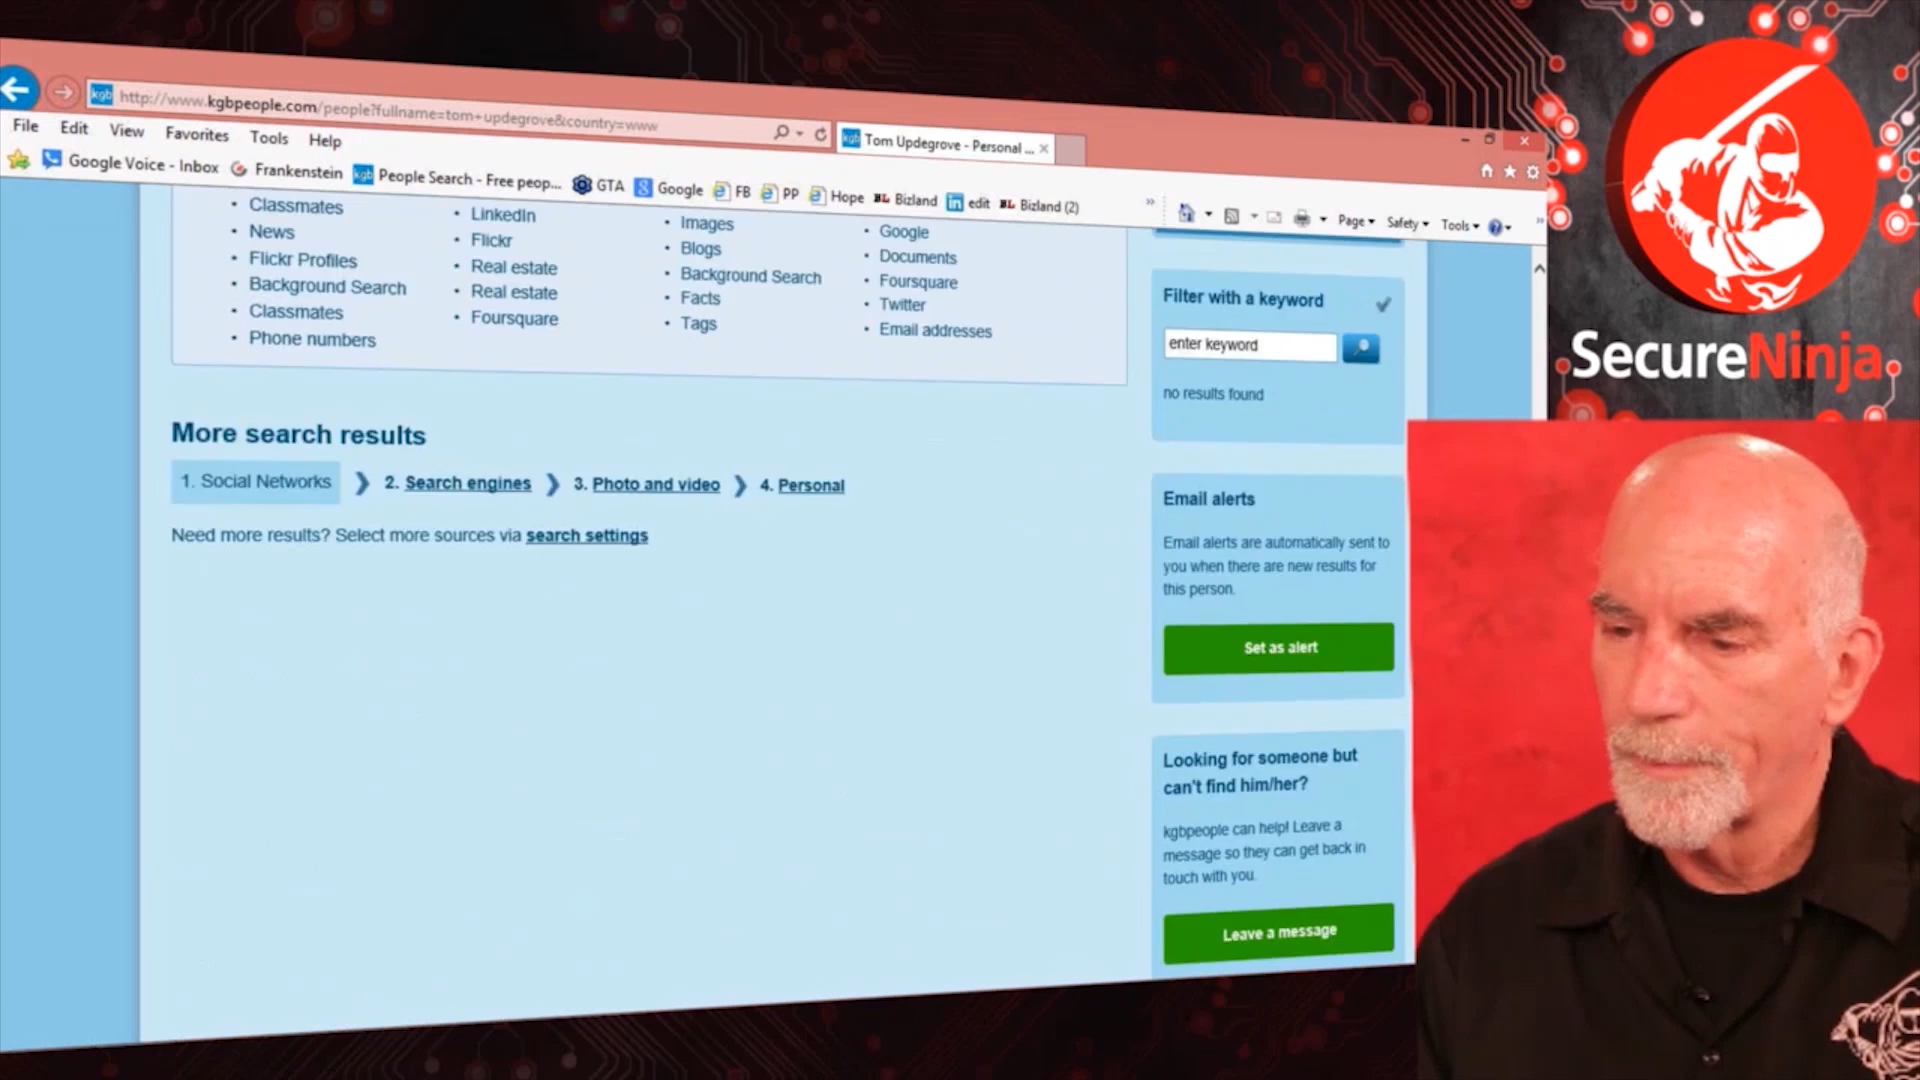 kgb http://www.kgbpeople.com/people?fullname=tom+updegrove&country=www
kgb Tom Updegrove - Personal ...
File Edit View Favorites Tools Help
Google Voice - Inbox Frankenstein kgb People Search - Free peop... GTA Google FB PP Hope BL Bizland in edit BL Bizland (2)
Page Safety Tools
• Classmates
• News
• Flickr Profiles
• Background Search
• Classmates
• Phone numbers
• LinkedIn
• Flickr
• Real estate
• Real estate
• Foursquare
• Images
• Blogs
• Background Search
• Facts
• Tags
• Google
• Documents
• Foursquare
• Twitter
• Email addresses
More search results
1. Social Networks 2. Search engines 3. Photo and video 4. Personal
Need more results? Select more sources via search settings
Filter with a keyword
enter keyword
no results found
Email alerts
Email alerts are automatically sent to
you when there are new results for
this person.
Set as alert
Looking for someone but
can't find him/her?
kgbpeople can help! Leave a
message so they can get back in
touch with you.
Leave a message
SecureNinja